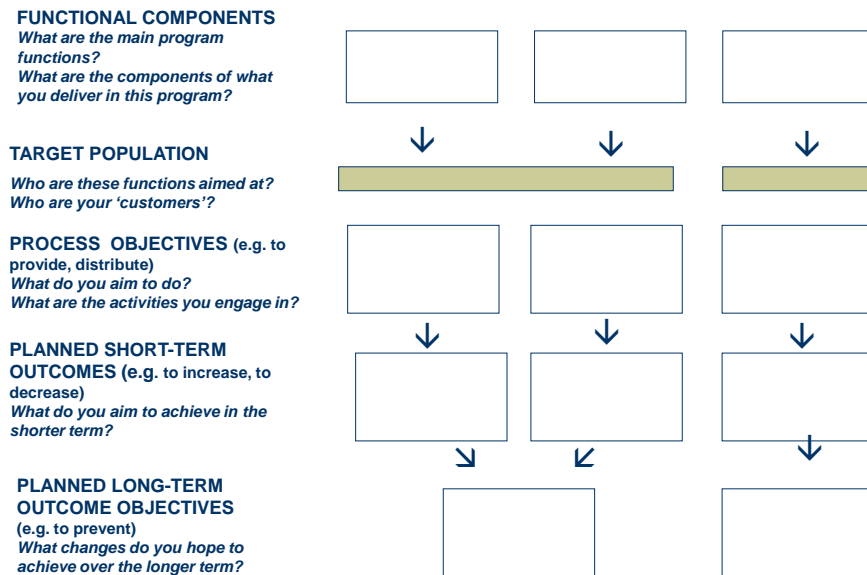 FUNCTIONAL COMPONENTS
What are the main program
functions?
What are the components of what
you deliver in this program?
TARGET POPULATION
Who are these functions aimed at?
Who are your ‘customers’?
PROCESS OBJECTIVES (e.g. to
provide, distribute)
What do you aim to do?
What are the activities you engage in?
PLANNED SHORT-TERM
OUTCOMES (e.g. to increase, to
decrease)
What do you aim to achieve in the
shorter term?
PLANNED LONG-TERM
OUTCOME OBJECTIVES
(e.g. to prevent)
What changes do you hope to
achieve over the longer term?